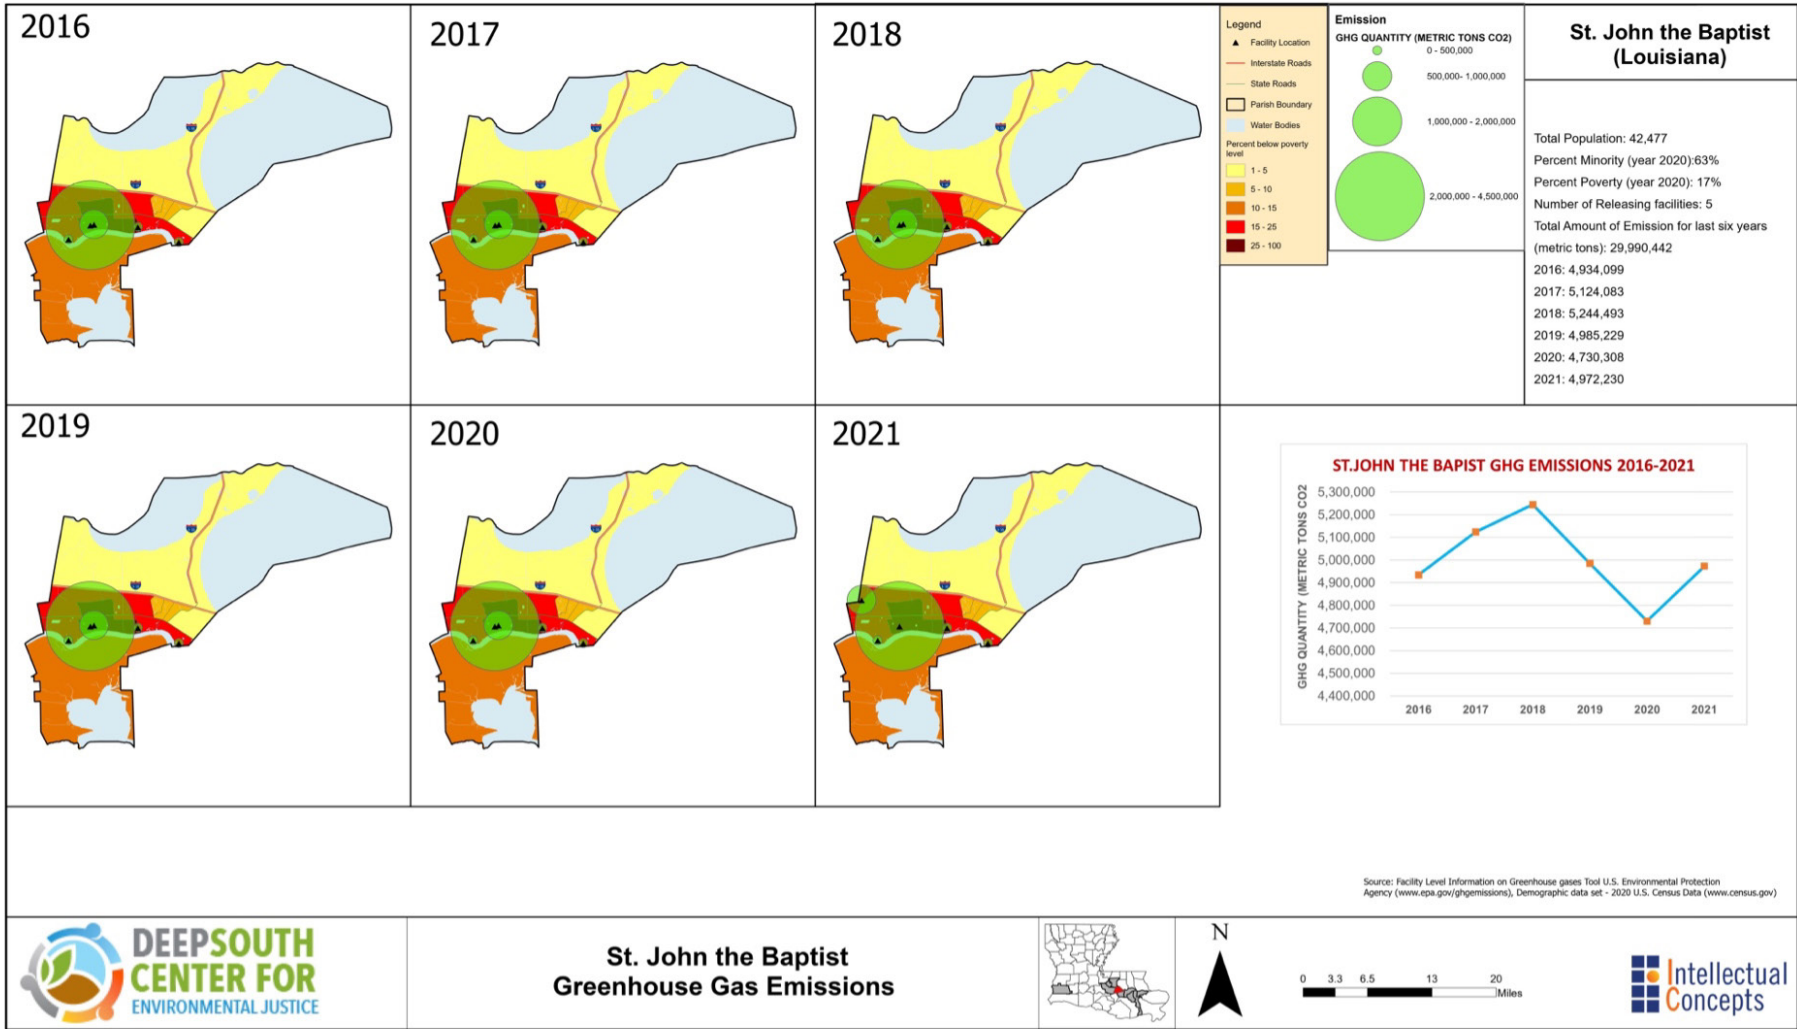 2016
2017
2018
Legend
Facility Location
Interstate Roads
State Roads
Parish Boundary
Water Bodies
Percent below poverty
level
1 - 5
5 - 10
10 - 15
15 - 25
25 - 100
Emission
GHG QUANTITY (METRIC TONS CO2)
0 - 500,000
500,000- 1,000,000
1,000,000 - 2,000,000
2,000,000 - 4,500,000
St. John the Baptist
(Louisiana)
Total Population: 42,477
Percent Minority (year 2020):63%
Percent Poverty (year 2020): 17%
Number of Releasing facilities: 5
Total Amount of Emission for last six years
(metric tons): 29,990,442
2016: 4,934,099
2017: 5,124,083
2018: 5,244,493
2019: 4,985,229
2020: 4,730,308
2021: 4,972,230
2019
2020
2021
ST.JOHN THE BAPIST GHG EMISSIONS 2016-2021
GHG QUANTITY (METRIC TONS CO2
5,300,000
5,200,000
5,100,000
5,000,000
4,900,000
4,800,000
4,700,000
4,600,000
4,500,000
4,400,000
2016 2017 2018 2019 2020 2021
Source: Facility Level Information on Greenhouse gases Tool U.S. Environmental Protection
Agency (www.epa.gov/ghgemissions), Demographic data set - 2020 U.S. Census Data (www.census.gov)
DEEPSOUTH
CENTER FOR
ENVIRONMENTAL JUSTICE
St. John the Baptist
Greenhouse Gas Emissions
N
0 3.3 6.5 13 20
Miles
Intellectual
Concepts